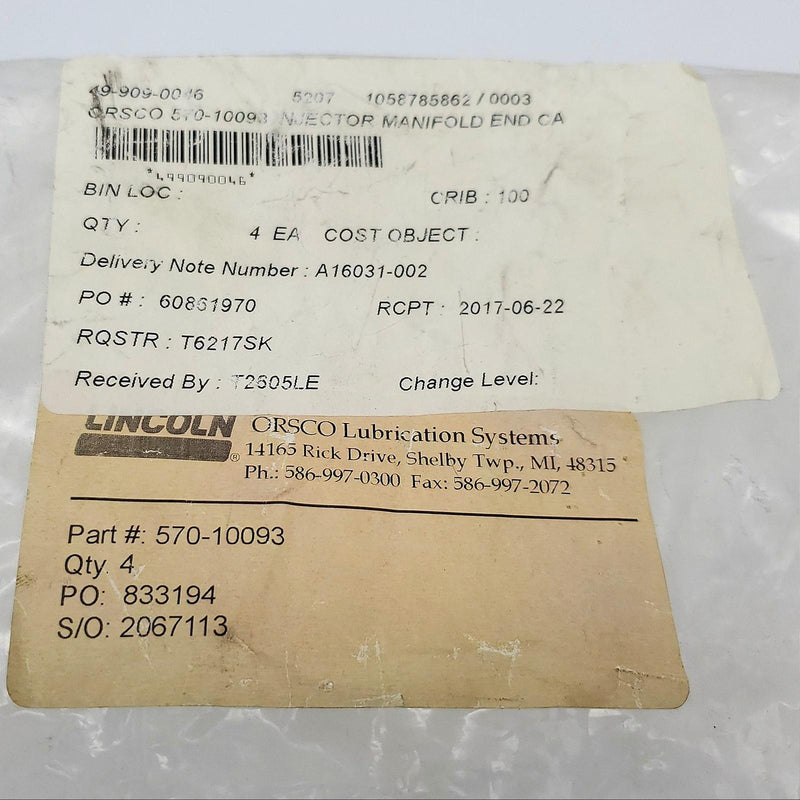 49-909-0046 5207 1058785862 / 0003
ORSCO 570-10093 INJECTOR MANIFOLD END CA
*499090046*
BIN LOC : CRIB : 100
QTY : 4 EA COST OBJECT :
Delivery Note Number : A16031-002
PO # : 60861970 RCPT : 2017-06-22
RQSTR : T6217SK
Received By : T2605LE Change Level:
LINCOLN ® ORSCO Lubrication Systems
14165 Rick Drive, Shelby Twp., MI, 48315
Ph.: 586-997-0300 Fax: 586-997-2072
Part #: 570-10093
Qty. 4
PO: 833194
S/O: 2067113